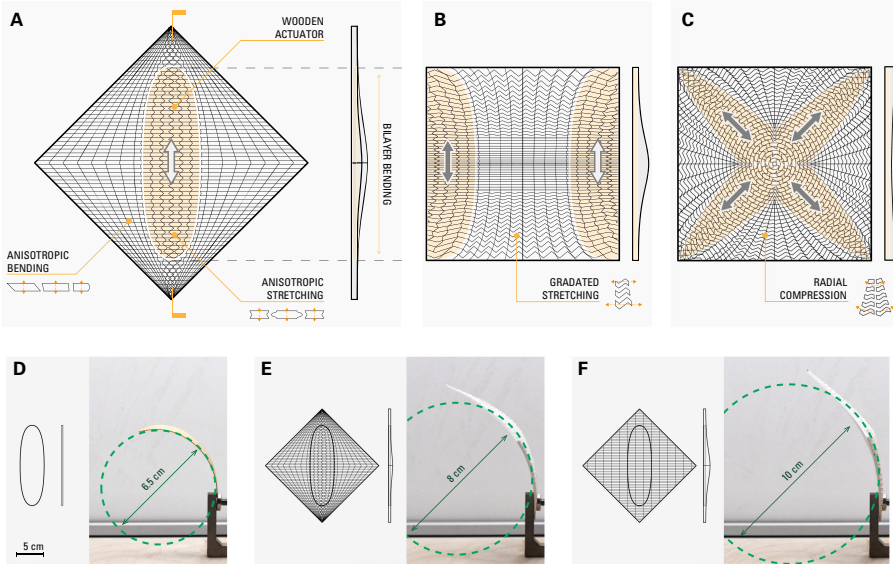 A
WOODEN
ACTUATOR
BILAYER BENDING
ANISOTROPIC
BENDING
ANISOTROPIC
STRETCHING
B
GRADATED
STRETCHING
C
RADIAL
COMPRESSION
D
6.5 cm
5 cm
E
8 cm
F
10 cm